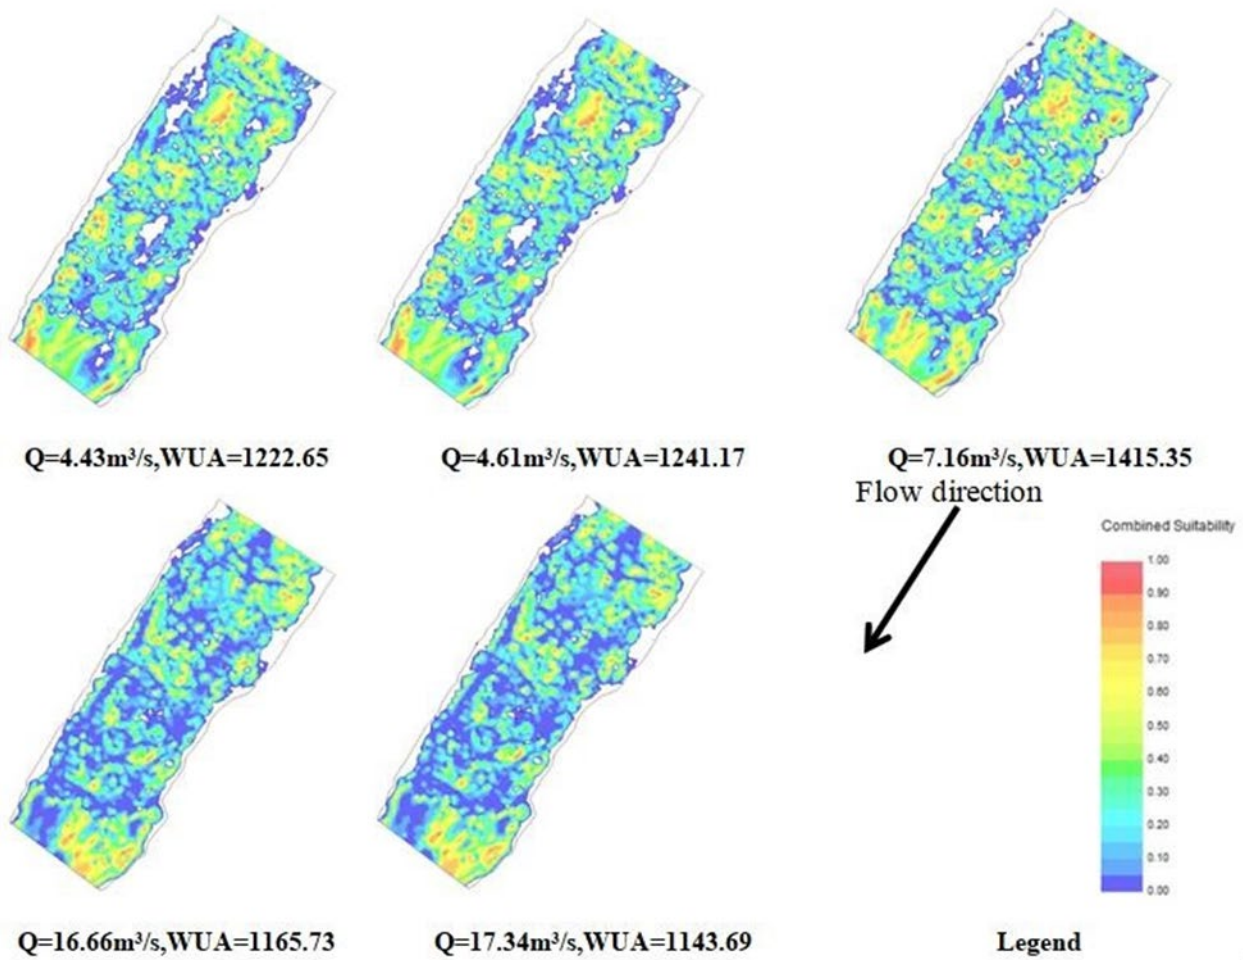 Q=4.43m³/s,WUA=1222.65
Q=4.61m³/s,WUA=1241.17
Q=7.16m³/s,WUA=1415.35
Flow direction
Combined Suitability
1.00
0.90
0.80
0.70
0.60
0.50
0.40
0.30
0.20
0.10
0.00
Q=16.66m³/s,WUA=1165.73
Q=17.34m³/s,WUA=1143.69
Legend